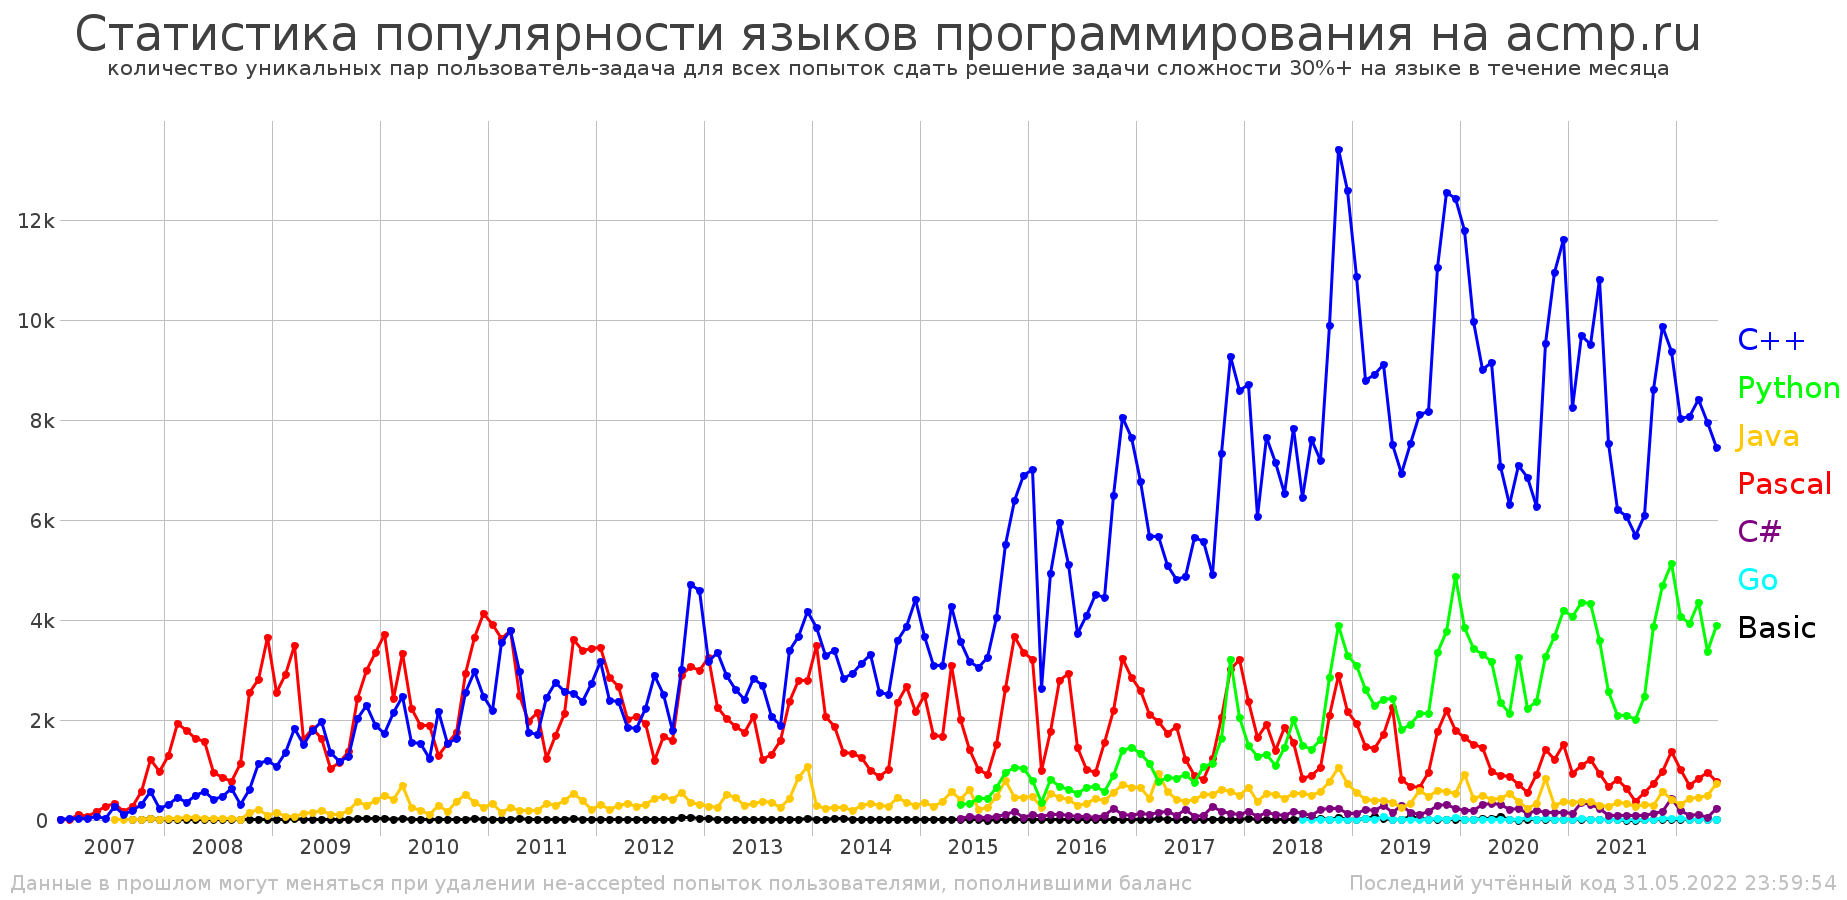 Статистика популярности языков программирования на acmp.ru
количество уникальных пар пользователь-задача для всех попыток сдать решение задачи сложности 30%+ на языке в течение месяца
12k
10k
8k
6k
4k
2k
0
C++
Python
Java
Pascal
C#
Go
Basic
2007 2008 2009 2010 2011 2012 2013 2014 2015 2016 2017 2018 2019 2020 2021
Данные в прошлом могут меняться при удалении не-accepted попыток пользователями, пополнившими баланс
Последний учтённый код 31.05.2022 23:59:54